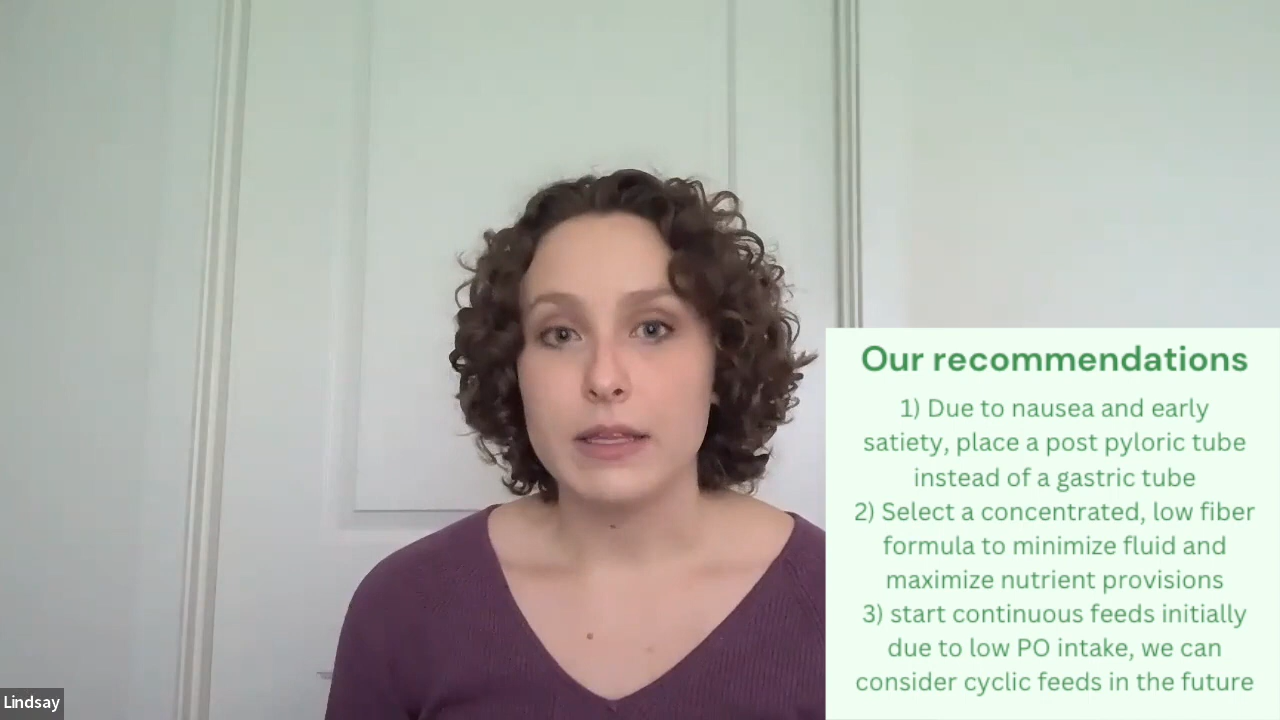 Our recommendations
1) Due to nausea and early
satiety, place a post pyloric tube
instead of a gastric tube
2) Select a concentrated, low fiber
formula to minimize fluid and
maximize nutrient provisions
3) start continuous feeds initially
due to low PO intake, we can
consider cyclic feeds in the future
Lindsay